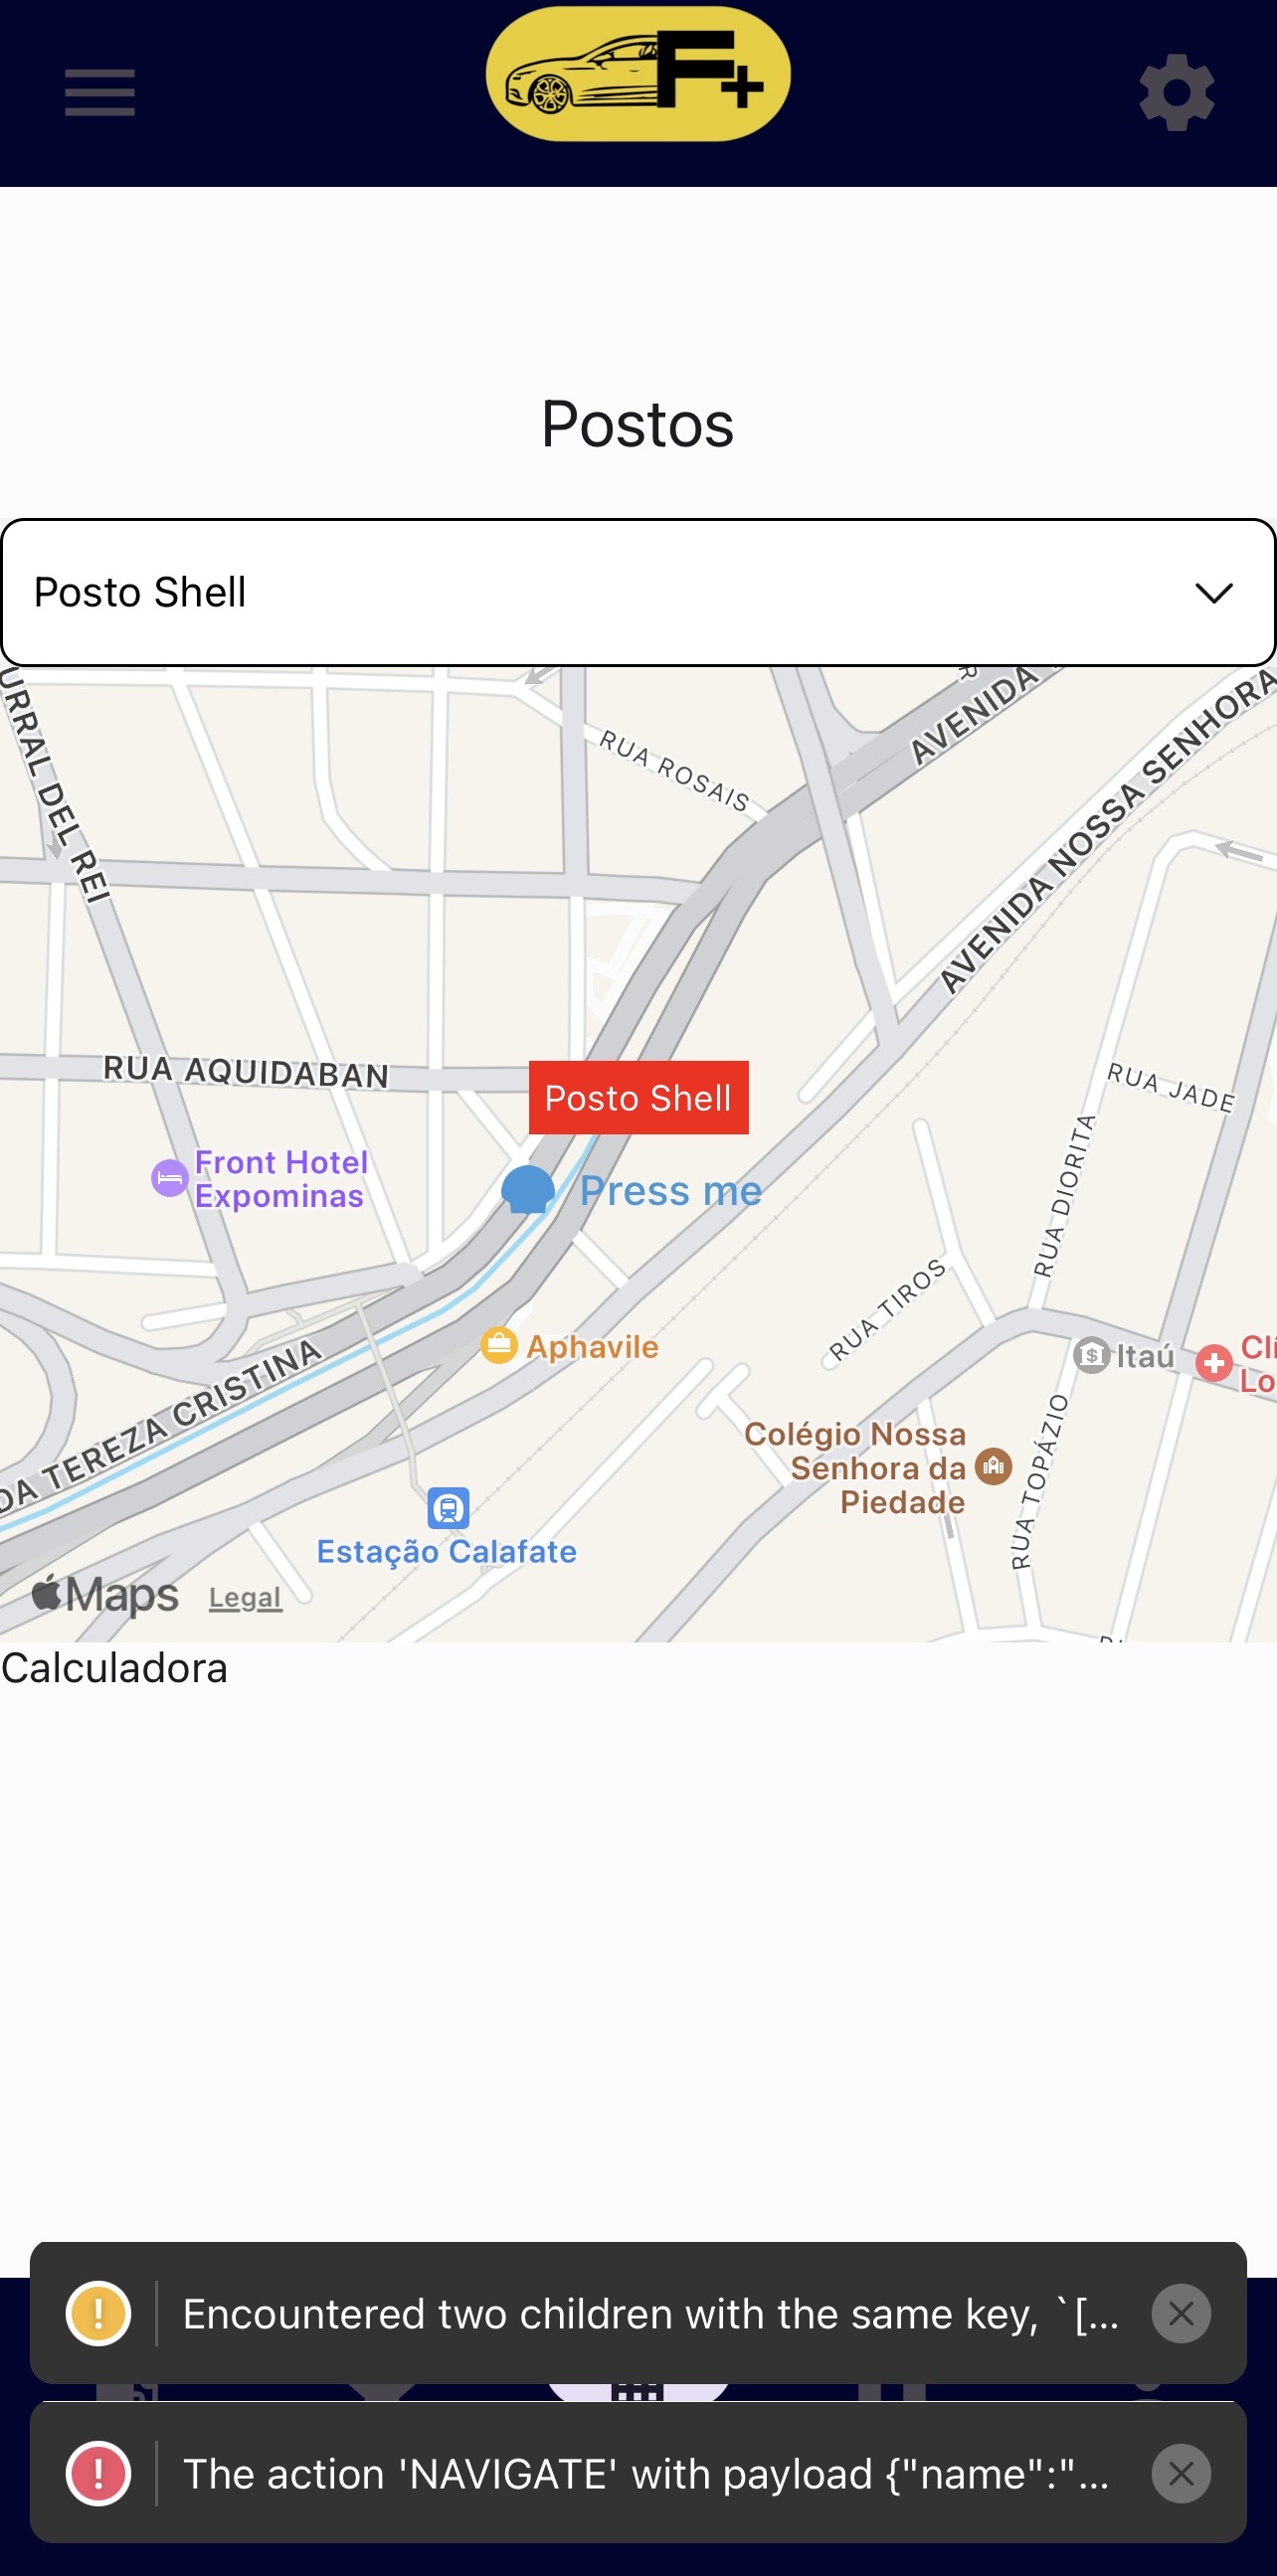 F+
Postos
Posto Shell
URRAL DEL REI
RUA ROSAIS
AVENIDA
AVENIDA NOSSA SENHORA
RUA AQUIDABAN
Posto Shell
RUA JADE
Front Hotel
Expominas
Press me
RUA DIORITA
RUA TIROS
Aphavile
Itaú
Clí
Lo
DA TEREZA CRISTINA
Colégio Nossa
Senhora da
Piedade
RUA TOPÁZIO
Estação Calafate
Maps
Legal
Calculadora
Encountered two children with the same key, `[...
The action 'NAVIGATE' with payload {"name":"...